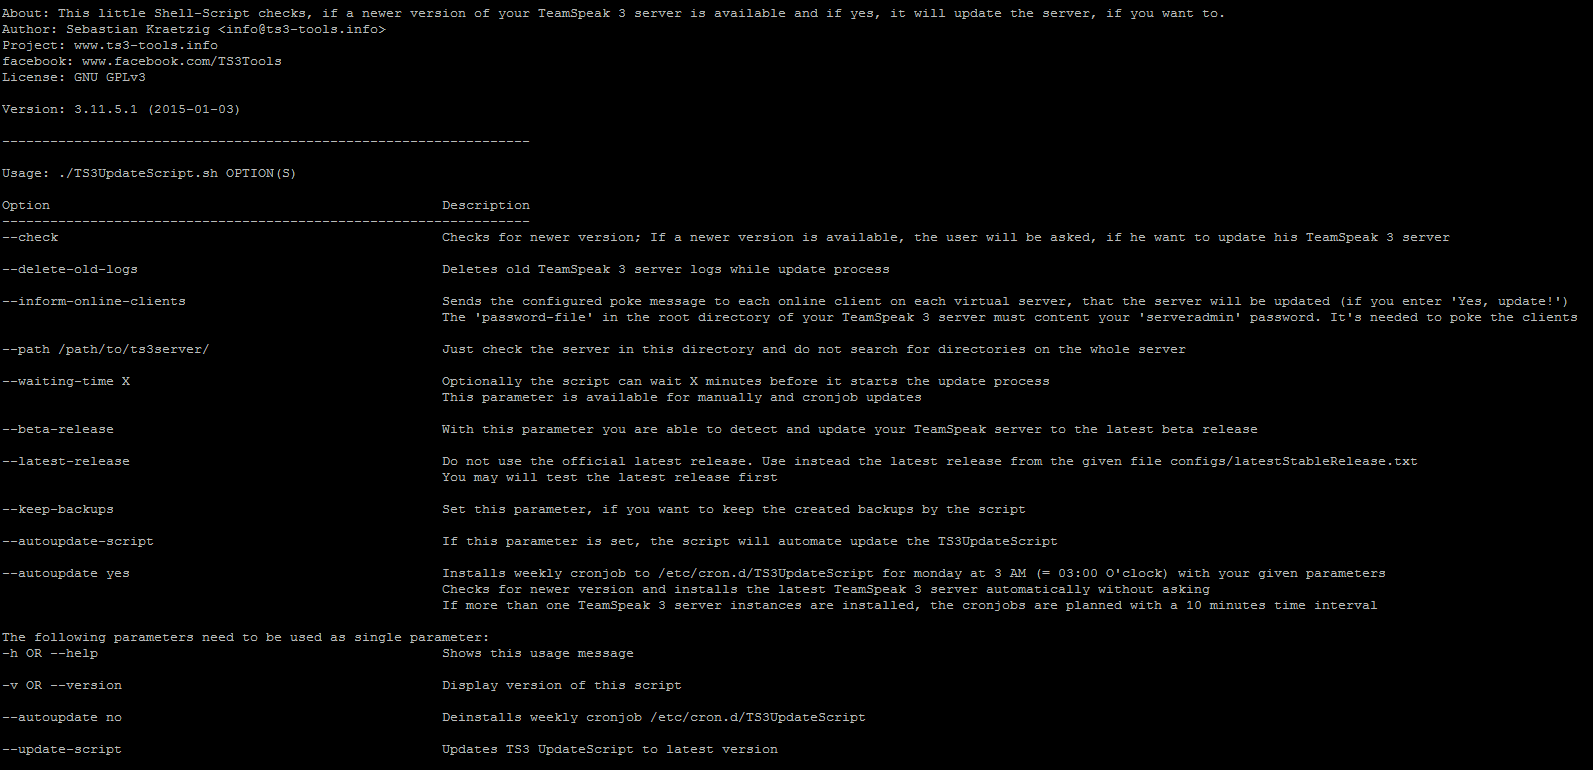 About: This little Shell-Script checks, if a newer version of your TeamSpeak 3 server is available and if yes, it will update the server, if you want to.
Author: Sebastian Kraetzig <info@ts3-tools.info>
Project: www.ts3-tools.info
facebook: www.facebook.com/TS3Tools
License: GNU GPLv3
Version: 3.11.5.1 (2015-01-03)
------------------------------------------------------------------
Usage: ./TS3UpdateScript.sh OPTION(S)
Option Description
------------------------------------------------------------------
--check Checks for newer version; If a newer version is available, the user will be asked, if he want to update his TeamSpeak 3 server
--delete-old-logs Deletes old TeamSpeak 3 server logs while update process
--inform-online-clients Sends the configured poke message to each online client on each virtual server, that the server will be updated (if you enter 'Yes, update!')
The 'password-file' in the root directory of your TeamSpeak 3 server must content your 'serveradmin' password. It's needed to poke the clients
--path /path/to/ts3server/ Just check the server in this directory and do not search for directories on the whole server
--waiting-time X Optionally the script can wait X minutes before it starts the update process
This parameter is available for manually and cronjob updates
--beta-release With this parameter you are able to detect and update your TeamSpeak server to the latest beta release
--latest-release Do not use the official latest release. Use instead the latest release from the given file configs/latestStableRelease.txt
You may will test the latest release first
--keep-backups Set this parameter, if you want to keep the created backups by the script
--autoupdate-script If this parameter is set, the script will automate update the TS3UpdateScript
--autoupdate yes Installs weekly cronjob to /etc/cron.d/TS3UpdateScript for monday at 3 AM (= 03:00 O'clock) with your given parameters
Checks for newer version and installs the latest TeamSpeak 3 server automatically without asking
If more than one TeamSpeak 3 server instances are installed, the cronjobs are planned with a 10 minutes time interval
The following parameters need to be used as single parameter:
-h OR --help Shows this usage message
-v OR --version Display version of this script
--autoupdate no Deinstalls weekly cronjob /etc/cron.d/TS3UpdateScript
--update-script Updates TS3 UpdateScript to latest version